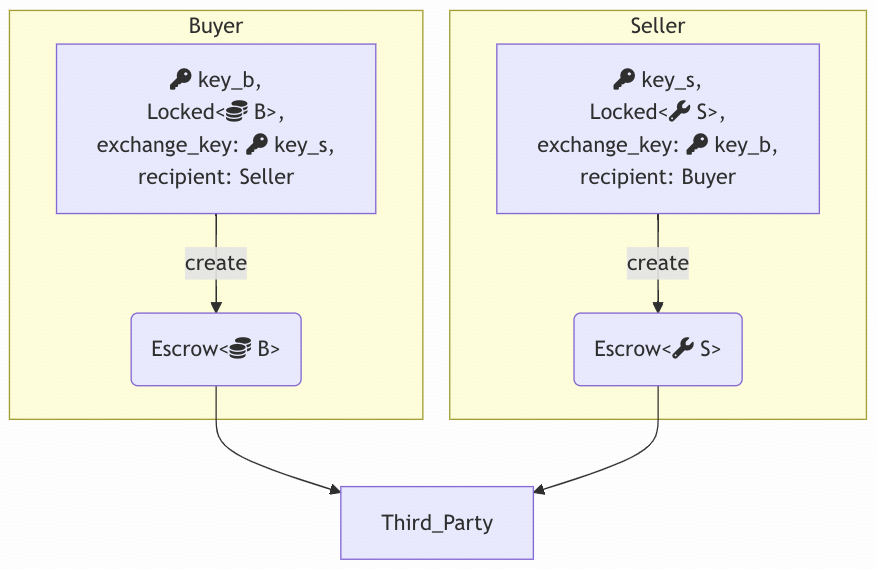 Buyer
🔑 key_b,
Locked<🪙 B>,
exchange_key: 🔑 key_s,
recipient: Seller
create
Escrow<🪙 B>
Seller
🔑 key_s,
Locked<🔧 S>,
exchange_key: 🔑 key_b,
recipient: Buyer
create
Escrow<🔧 S>
Third_Party